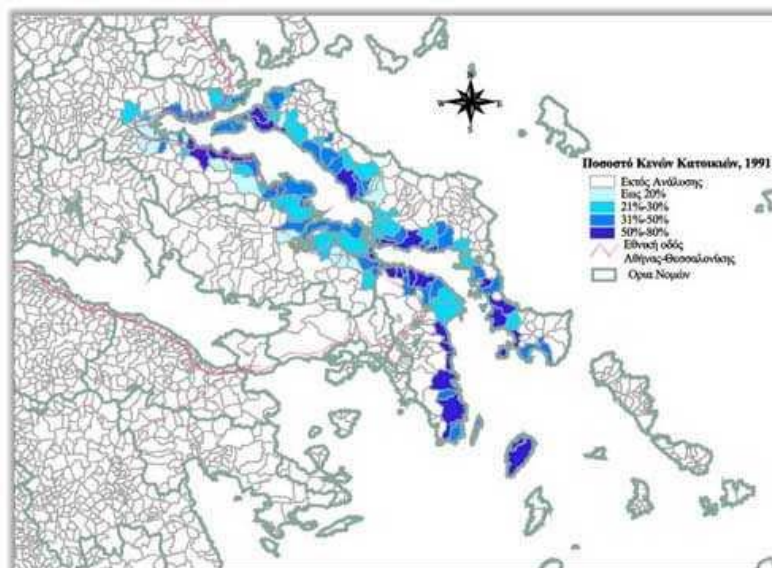 Ποσοστό Κενών Κατοικιών, 1991
Εκτός Ανάλυσης
Εως 20%
21%-30%
31%-50%
50%-80%
Εθνική οδός
Αθήνας-Θεσσαλονίκης
Ορια Νομών